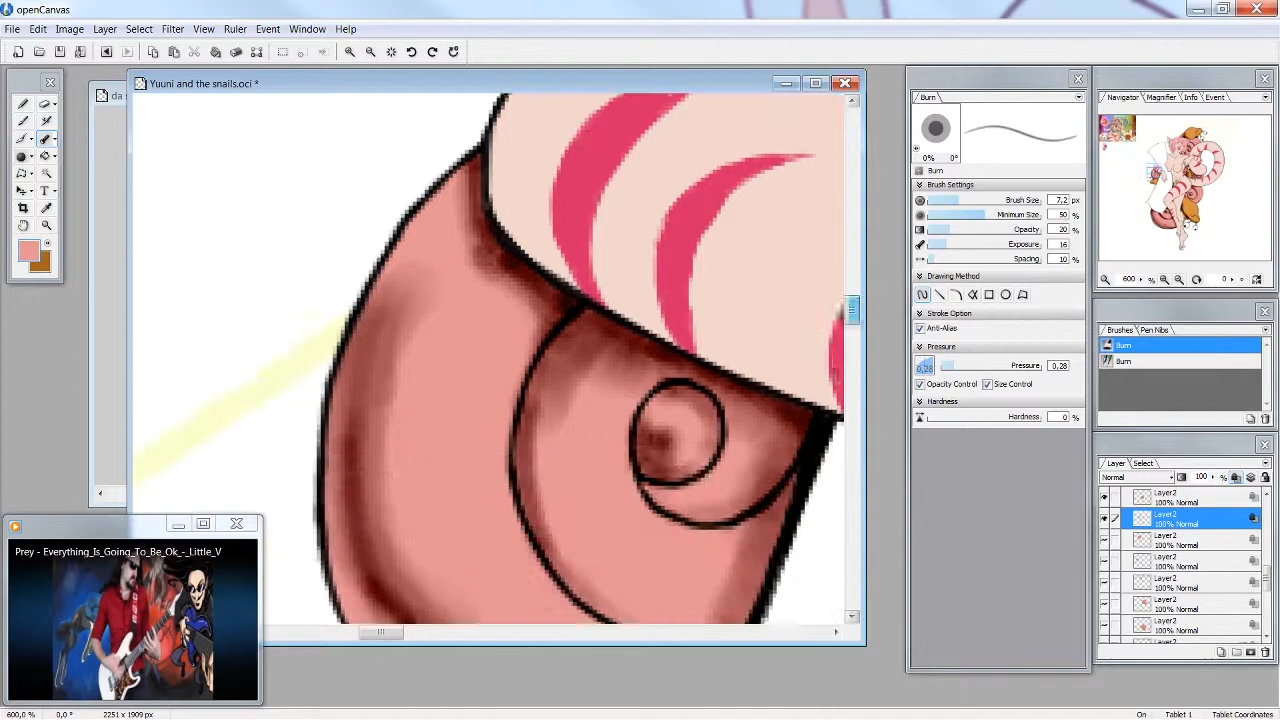 openCanvas
File Edit Image Layer Select Filter View Ruler Event Window Help
Yuuni and the snails.oci *
da
Burn
0% 0°
Burn
Brush Settings
Brush Size 7,2 px
Minimum Size 50 %
Opacity 20 %
Exposure 16
Spacing 10 %
Drawing Method
Stroke Option
Anti-Alias
Pressure
0,28 Pressure 0,28
Opacity Control Size Control
Hardness
Hardness 0 %
Navigator Magnifier Info Event
600 % 0 °
Brushes Pen Nibs
Burn
Burn
Layer Select
Normal 100 %
Layer2
100% Normal
Layer2
100% Normal
Layer2
100% Normal
Layer2
100% Normal
Layer2
100% Normal
Layer2
100% Normal
Layer2
100% Normal
Prey - Everything_Is_Going_To_Be_Ok_-_Little_V
600,0 % 0,0 ° 2251 x 1909 px On Tablet 1 Tablet Coordinates